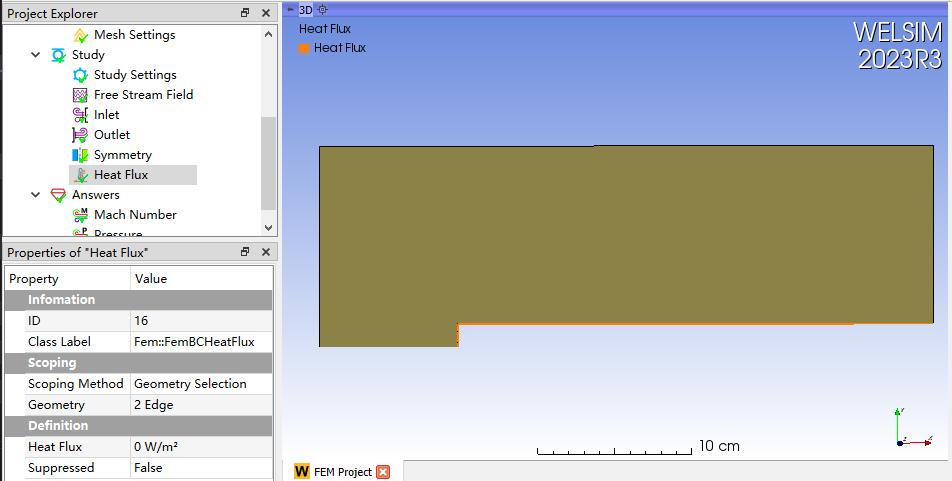 Project Explorer
Mesh Settings
Study
Study Settings
Free Stream Field
Inlet
Outlet
Symmetry
Heat Flux
Answers
Mach Number
Pressure
Properties of "Heat Flux"
Property Value
Infomation
ID 16
Class Label Fem::FemBCHeatFlux
Scoping
Scoping Method Geometry Selection
Geometry 2 Edge
Definition
Heat Flux 0 W/m²
Suppressed False
3D
Heat Flux
Heat Flux
WELSIM
2023R3
10 cm
Y
Z X
W FEM Project